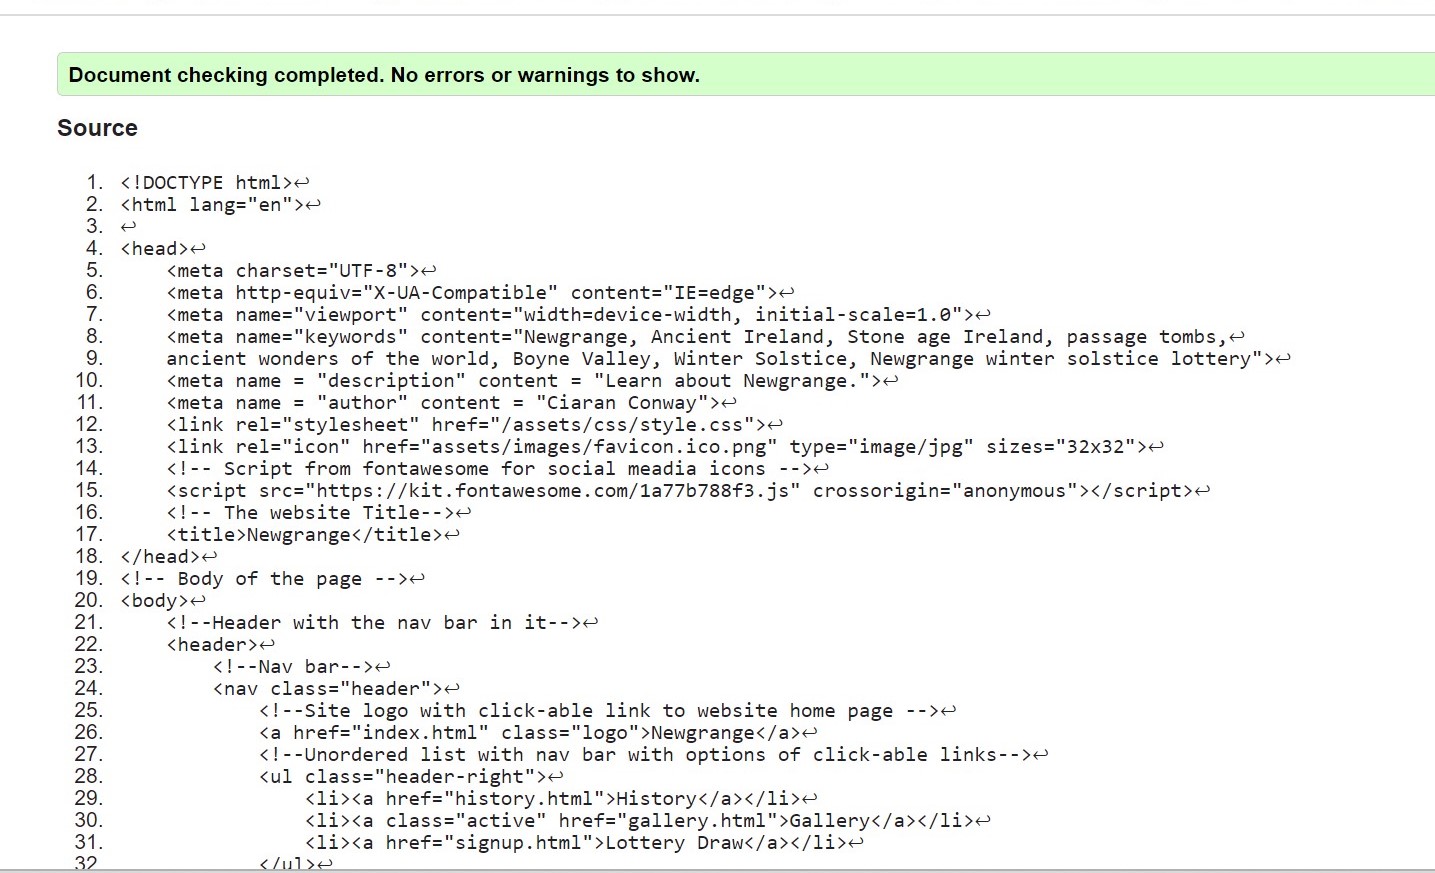 Document checking completed. No errors or warnings to show.
Source
1. <!DOCTYPE html>↩
2. <html lang="en">↩
3. ↩
4. <head>↩
5.     <meta charset="UTF-8">↩
6.     <meta http-equiv="X-UA-Compatible" content="IE=edge">↩
7.     <meta name="viewport" content="width=device-width, initial-scale=1.0">↩
8.     <meta name="keywords" content="Newgrange, Ancient Ireland, Stone age Ireland, passage tombs,↩
9.     ancient wonders of the world, Boyne Valley, Winter Solstice, Newgrange winter solstice lottery">↩
10.     <meta name = "description" content = "Learn about Newgrange.">↩
11.     <meta name = "author" content = "Ciaran Conway">↩
12.     <link rel="stylesheet" href="/assets/css/style.css">↩
13.     <link rel="icon" href="assets/images/favicon.ico.png" type="image/jpg" sizes="32x32">↩
14.     <!-- Script from fontawesome for social meadia icons -->↩
15.     <script src="https://kit.fontawesome.com/1a77b788f3.js" crossorigin="anonymous"></script>↩
16.     <!-- The website Title-->↩
17.     <title>Newgrange</title>↩
18. </head>↩
19. <!-- Body of the page -->↩
20. <body>↩
21.     <!--Header with the nav bar in it-->↩
22.     <header>↩
23.         <!--Nav bar-->↩
24.         <nav class="header">↩
25.             <!--Site logo with click-able link to website home page -->↩
26.             <a href="index.html" class="logo">Newgrange</a>↩
27.             <!--Unordered list with nav bar with options of click-able links-->↩
28.             <ul class="header-right">↩
29.                 <li><a href="history.html">History</a></li>↩
30.                 <li><a class="active" href="gallery.html">Gallery</a></li>↩
31.                 <li><a href="signup.html">Lottery Draw</a></li>↩
32             </ul>↩